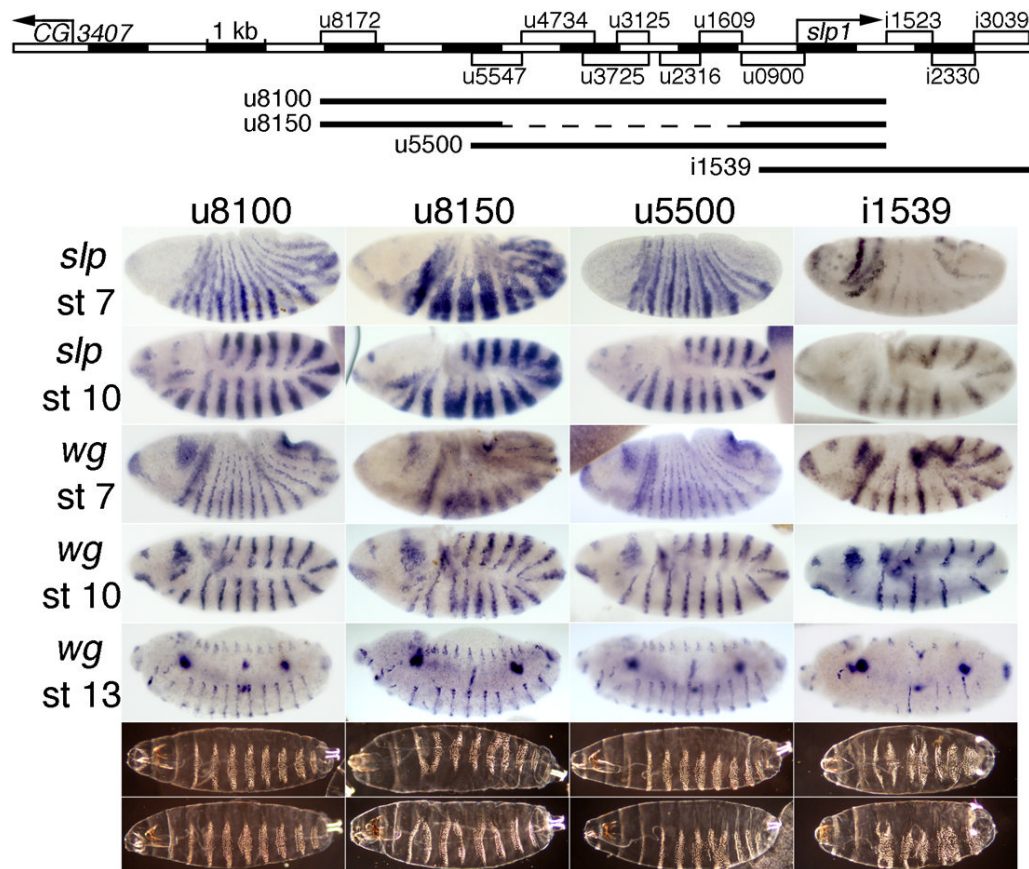 u8172 u4734 u3125 u1609 i1523 i3039
CG 3407 1 kb slp1
u5547 u3725 u2316 u0900 i2330
u8100
u8150
u5500
i1539
u8100 u8150 u5500 i1539
slp
st 7
slp
st 10
wg
st 7
wg
st 10
wg
st 13